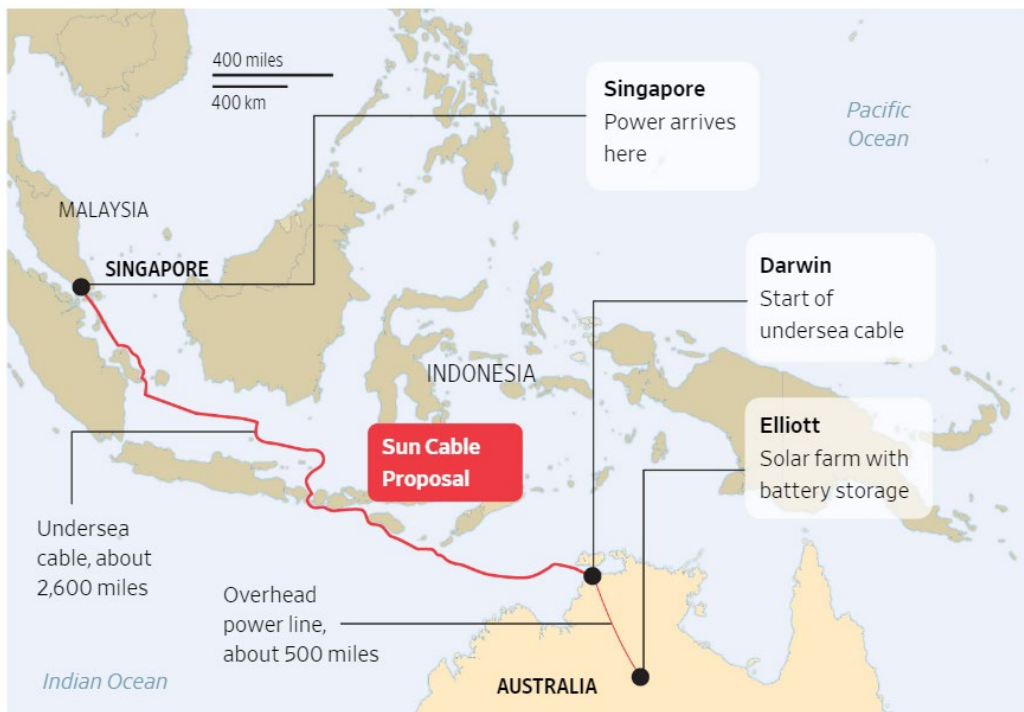 400 miles
400 km
Singapore
Power arrives
here
Pacific
Ocean
MALAYSIA
SINGAPORE
Darwin
Start of
undersea cable
INDONESIA
Elliott
Solar farm with
battery storage
Sun Cable
Proposal
Undersea
cable, about
2,600 miles
Overhead
power line,
about 500 miles
Indian Ocean
AUSTRALIA